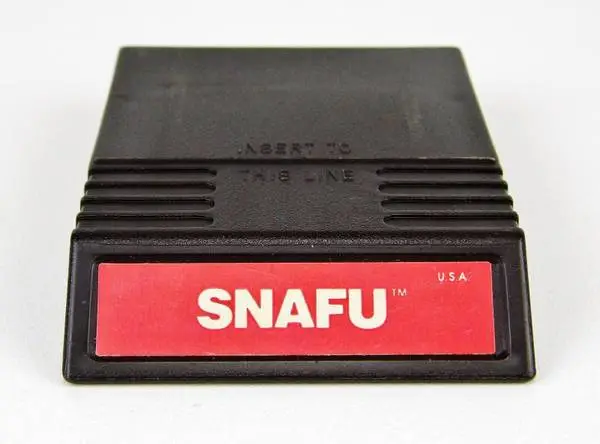 INSERT TO
THIS LINE
U.S.A.
SNAFU™